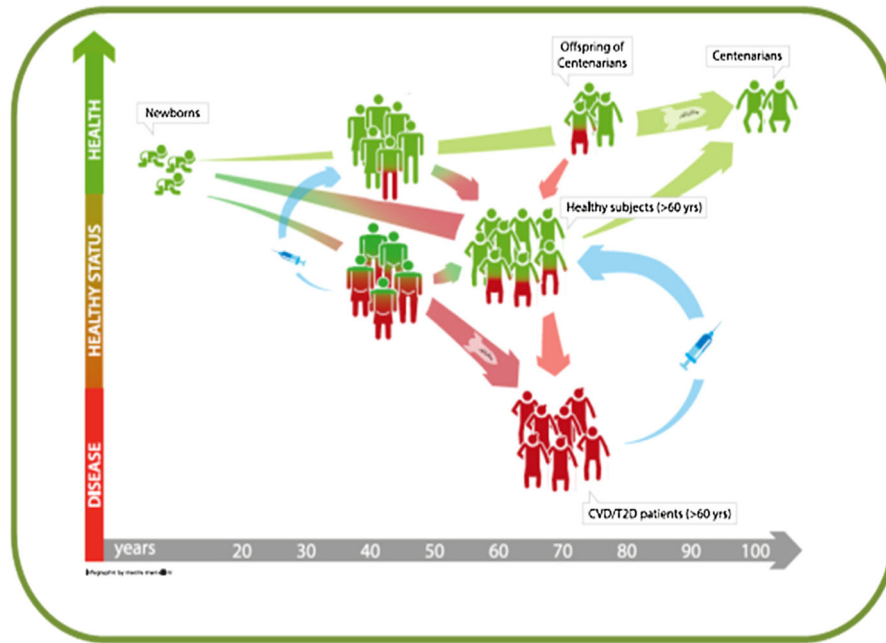 Offspring of
Centenarians
Centenarians
Newborns
HEALTH
Healthy subjects (>60 yrs)
HEALTHY STATUS
DISEASE
CVD/T2D patients (>60 yrs)
years 20 30 40 50 60 70 80 90 100